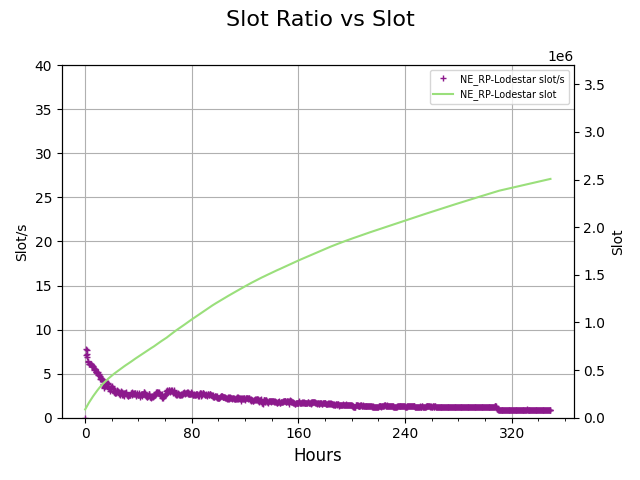 Slot Ratio vs Slot
1e6
NE_RP-Lodestar slot/s
NE_RP-Lodestar slot
40
35
30
25
20
15
10
5
0
Slot/s
3.5
3.0
2.5
2.0
1.5
1.0
0.5
0.0
Slot
0 80 160 240 320
Hours